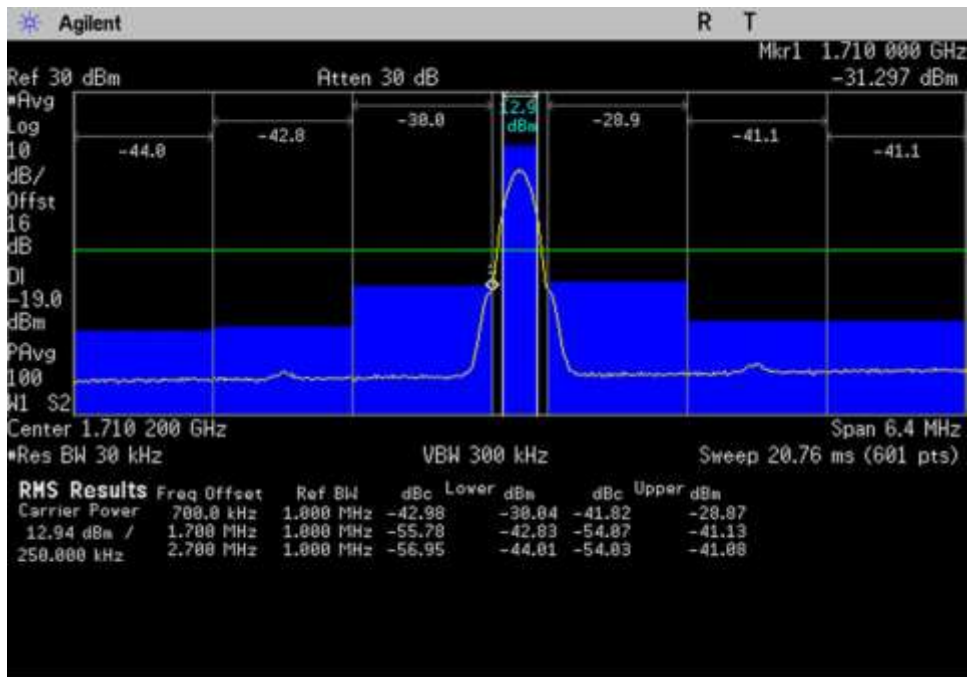 Agilent R T
Mkr1 1.710 000 GHz
Ref 30 dBm Atten 30 dB -31.297 dBm
*Avg
Log
10
dB/
Offst
16
dB
DI
-19.0
dBm
PAvg
100
W1 S2
-44.0 -42.8 -30.0 12.9 dBm -28.9 -41.1 -41.1
Center 1.710 200 GHz Span 6.4 MHz
*Res BW 30 kHz VBW 300 kHz Sweep 20.76 ms (601 pts)
RMS Results Freq Offset Ref BW dBc Lower dBm dBc Upper dBm
Carrier Power 700.0 kHz 1.000 MHz -42.98 -30.04 -41.82 -28.87
12.94 dBm / 1.700 MHz 1.000 MHz -55.78 -42.83 -54.07 -41.13
250.000 kHz 2.700 MHz 1.000 MHz -56.95 -44.01 -54.03 -41.08